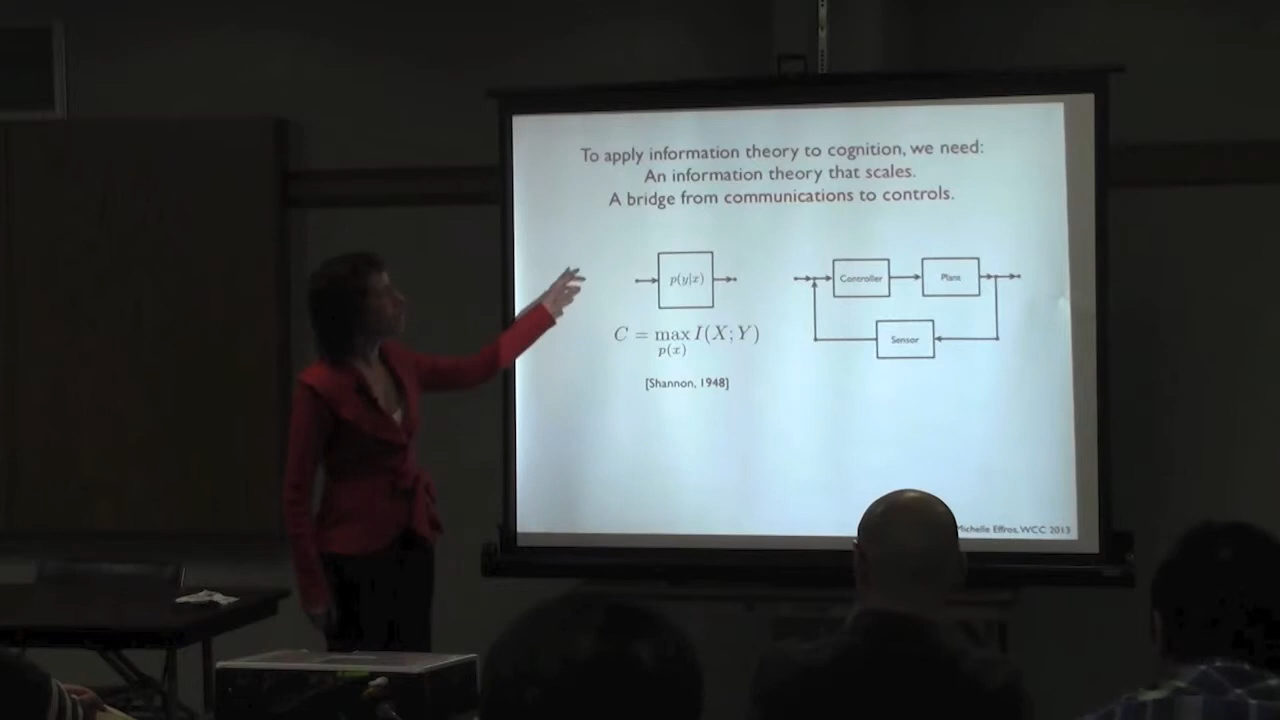 To apply information theory to cognition, we need:
An information theory that scales.
A bridge from communications to controls.
p(y|x)
C = max I(X; Y)
p(x)
[Shannon, 1948]
Controller
Plant
Sensor
Michelle Effros, WCC 2013